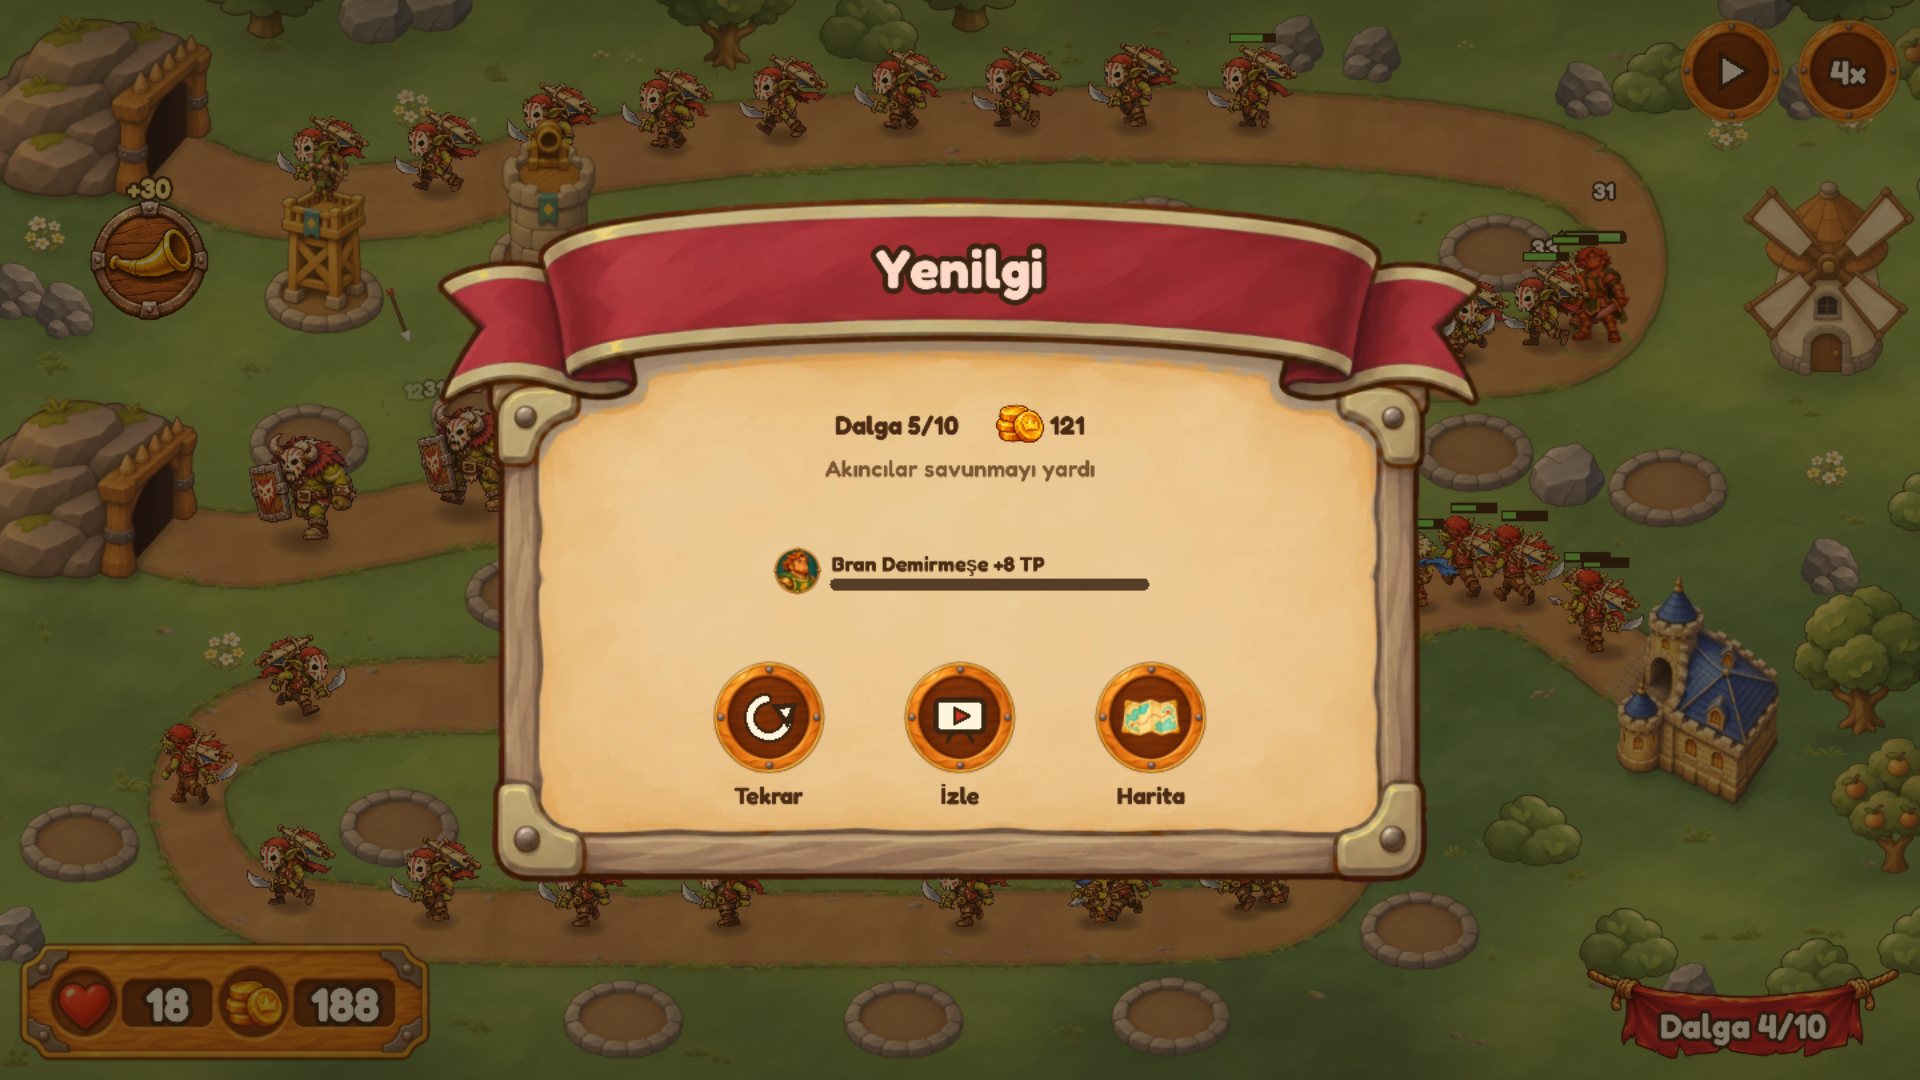 4x
+30
31
Yenilgi
1231
Dalga 5/10 121
Akıncılar savunmayı yardı
Bran Demirmeşe +8 TP
Tekrar
İzle
Harita
18
188
Dalga 4/10